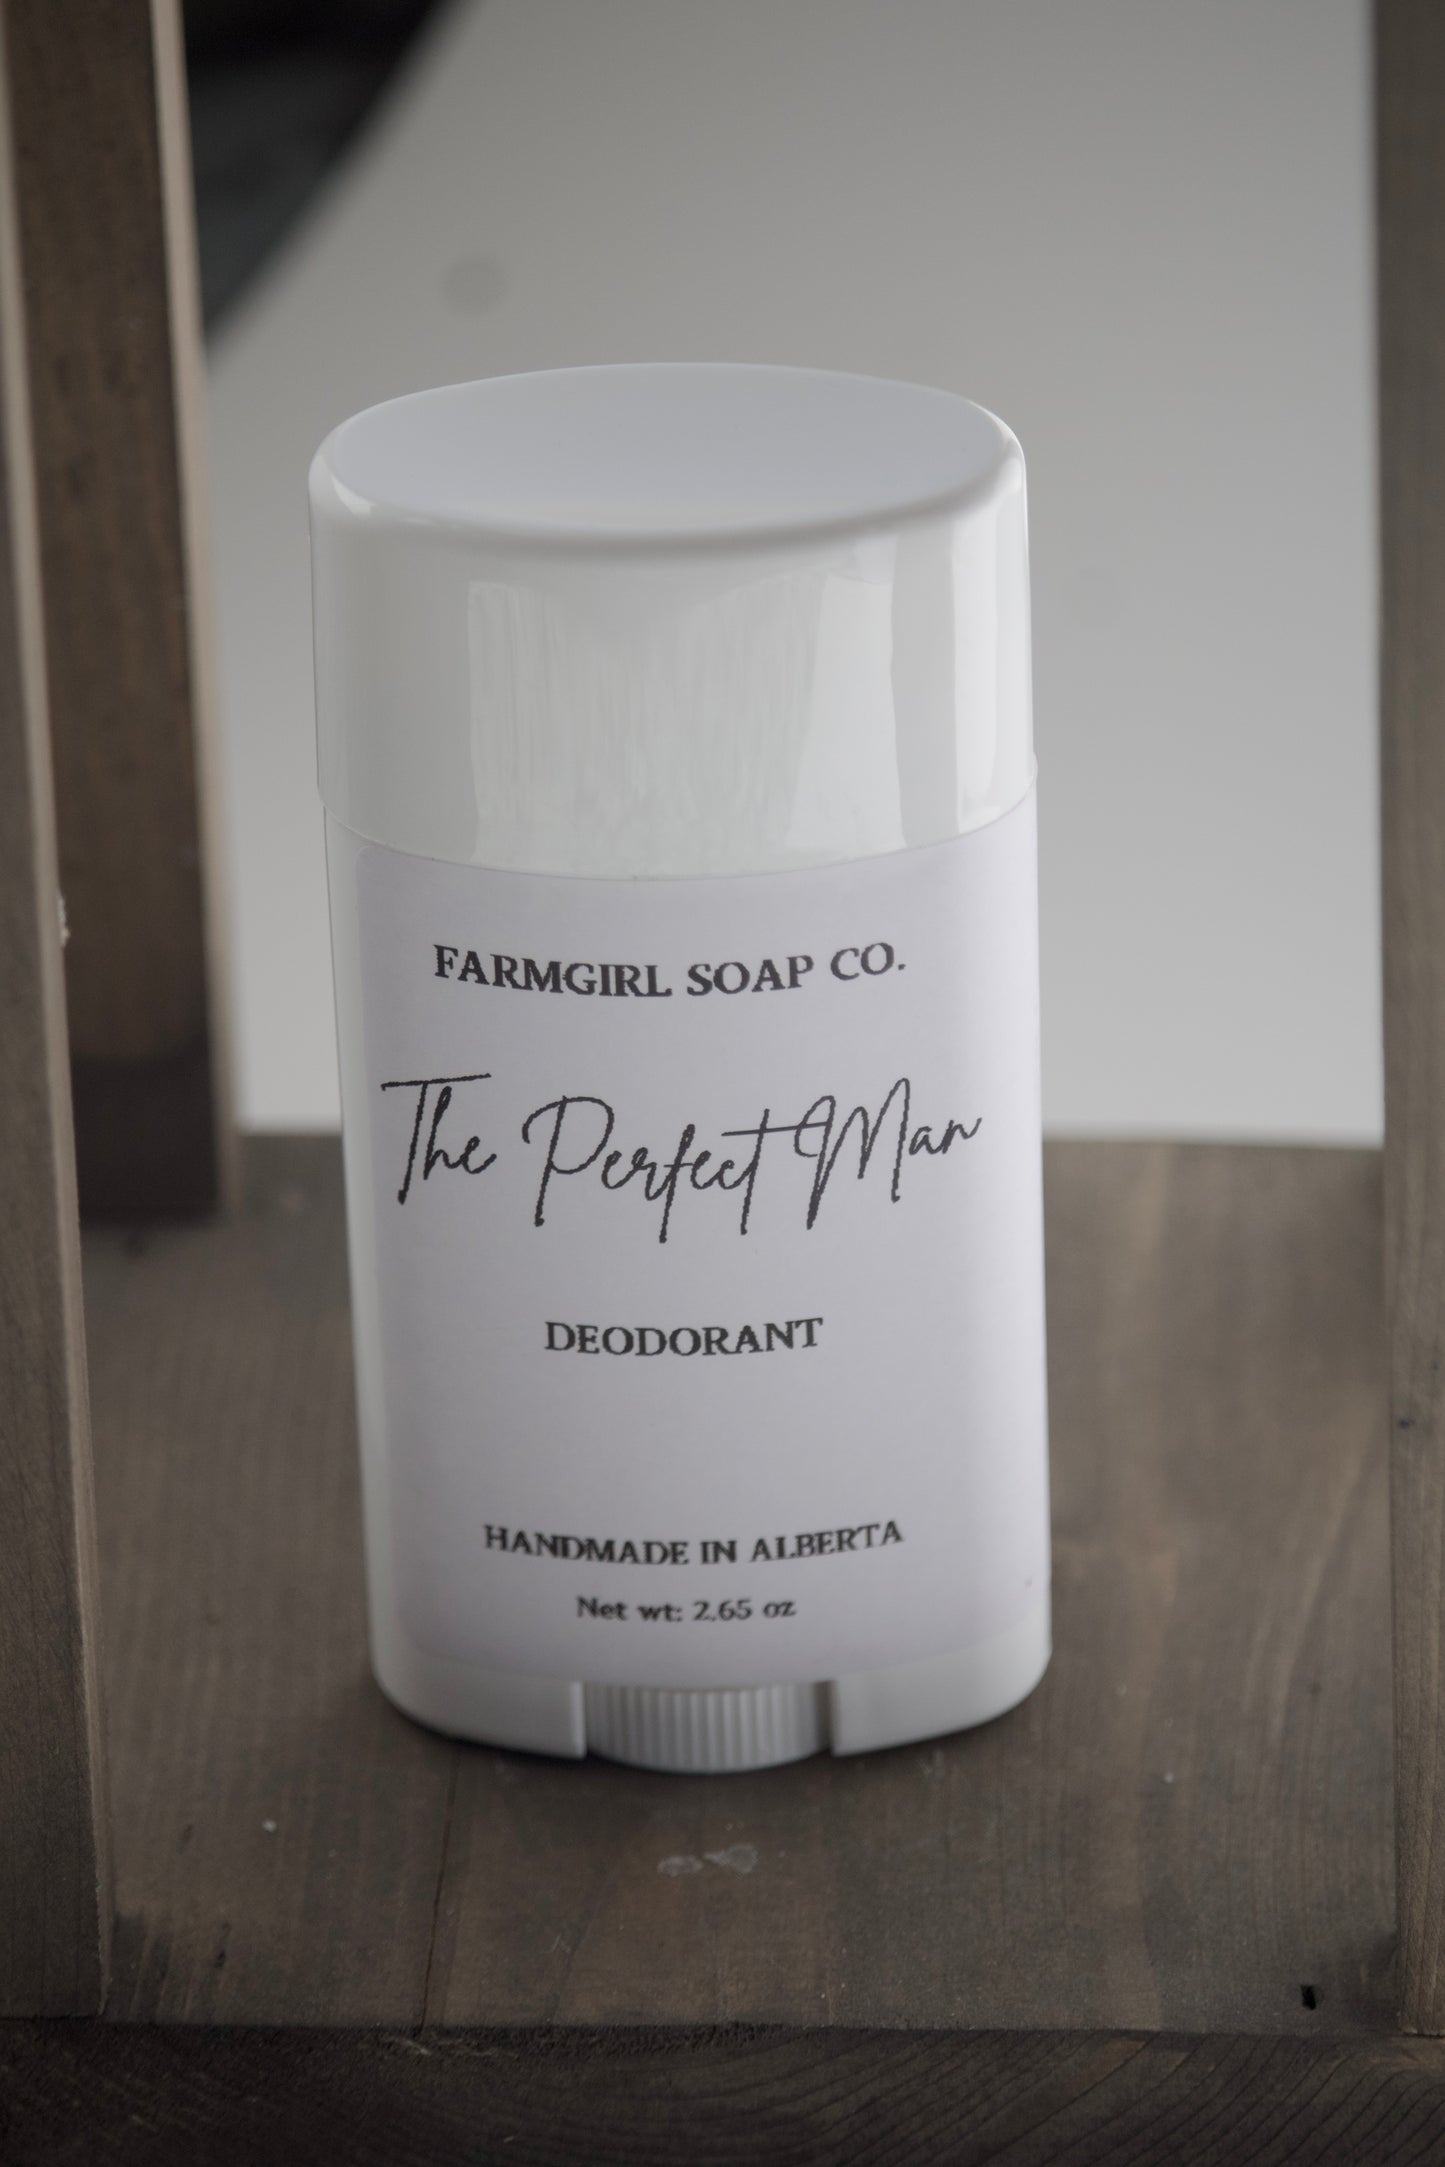 FARMGIRL SOAP CO.
The Perfect Man
DEODORANT
HANDMADE IN ALBERTA
Net wt: 2.65 oz